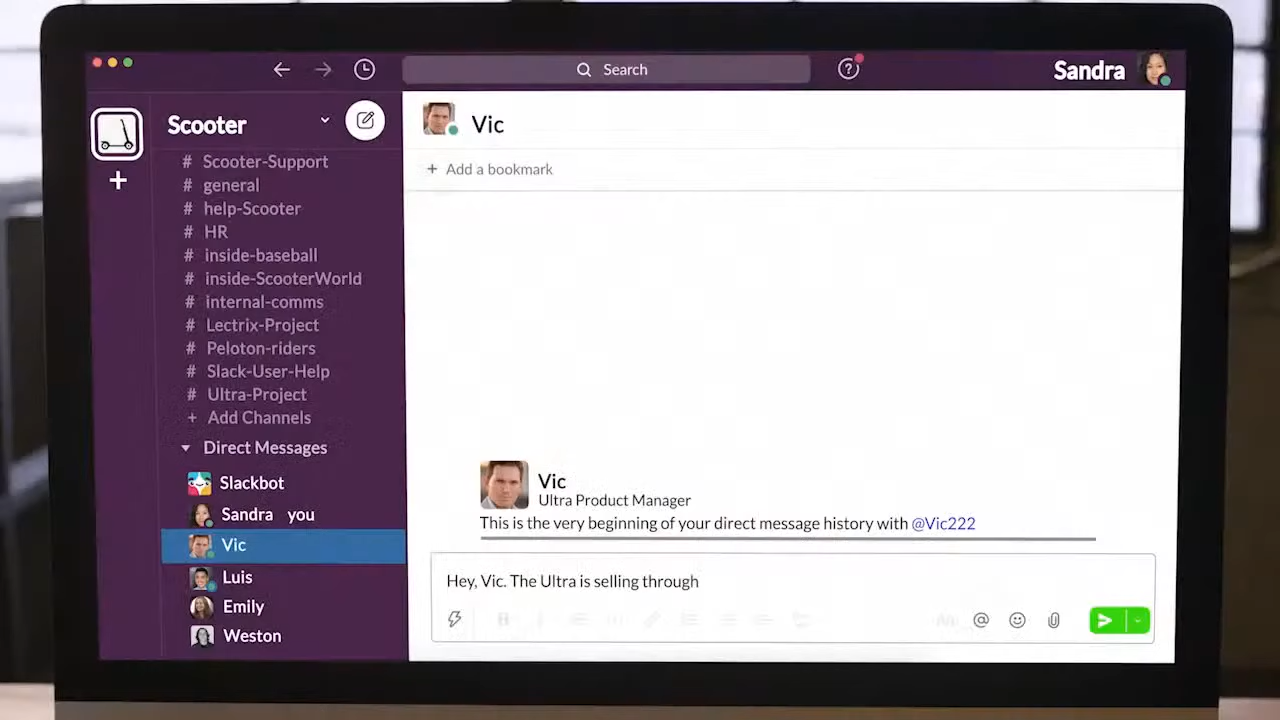 Search
Sandra
Scooter
# Scooter-Support
# general
# help-Scooter
# HR
# inside-baseball
# inside-ScooterWorld
# internal-comms
# Lectrix-Project
# Peloton-riders
# Slack-User-Help
# Ultra-Project
+ Add Channels
Direct Messages
Slackbot
Sandra you
Vic
Luis
Emily
Weston
Vic
+ Add a bookmark
Vic
Ultra Product Manager
This is the very beginning of your direct message history with @Vic222
Hey, Vic. The Ultra is selling through